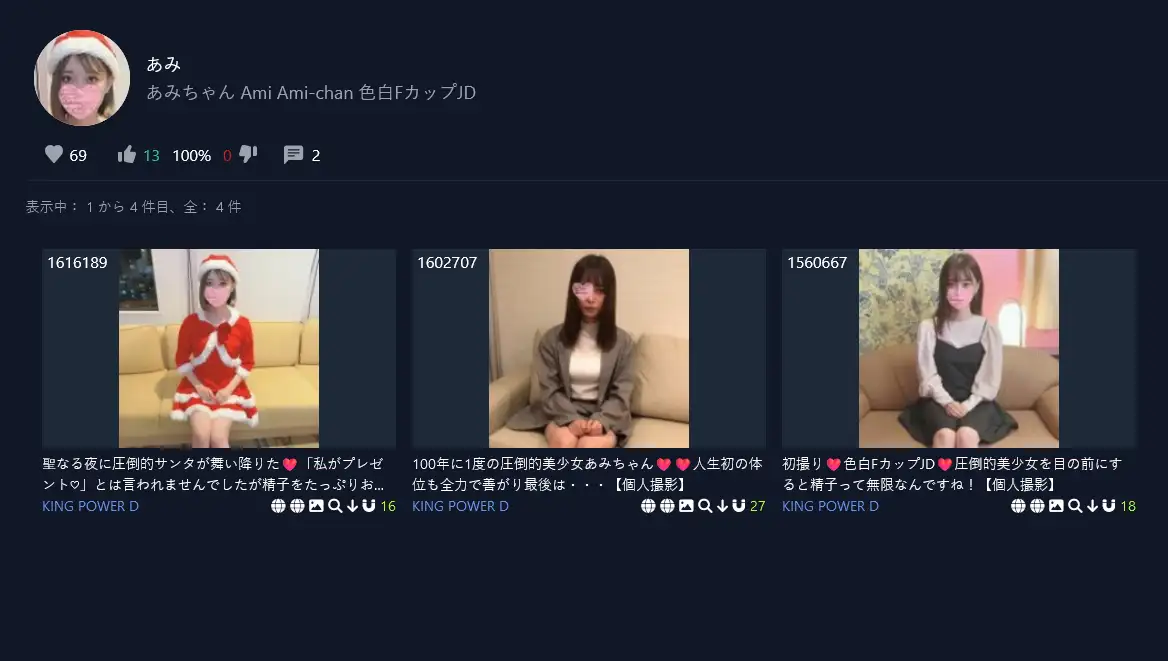 あみ
あみちゃん Ami Ami-chan 色白FカップJD
69 13 100% 0 2
表示中： 1 から 4 件目、全： 4 件
1616189
聖なる夜に圧倒的サンタが舞い降りた💓「私がプレゼ
ント♡」とは言われませんでしたが精子をたっぷりお...
KING POWER D 16
1602707
100年に1度の圧倒的美少女あみちゃん💓💓人生初の体
位も全力で善がり最後は・・・【個人撮影】
KING POWER D 27
1560667
初撮り💓色白FカップJD💓圧倒的美少女を目の前にす
ると精子って無限なんですね！【個人撮影】
KING POWER D 18